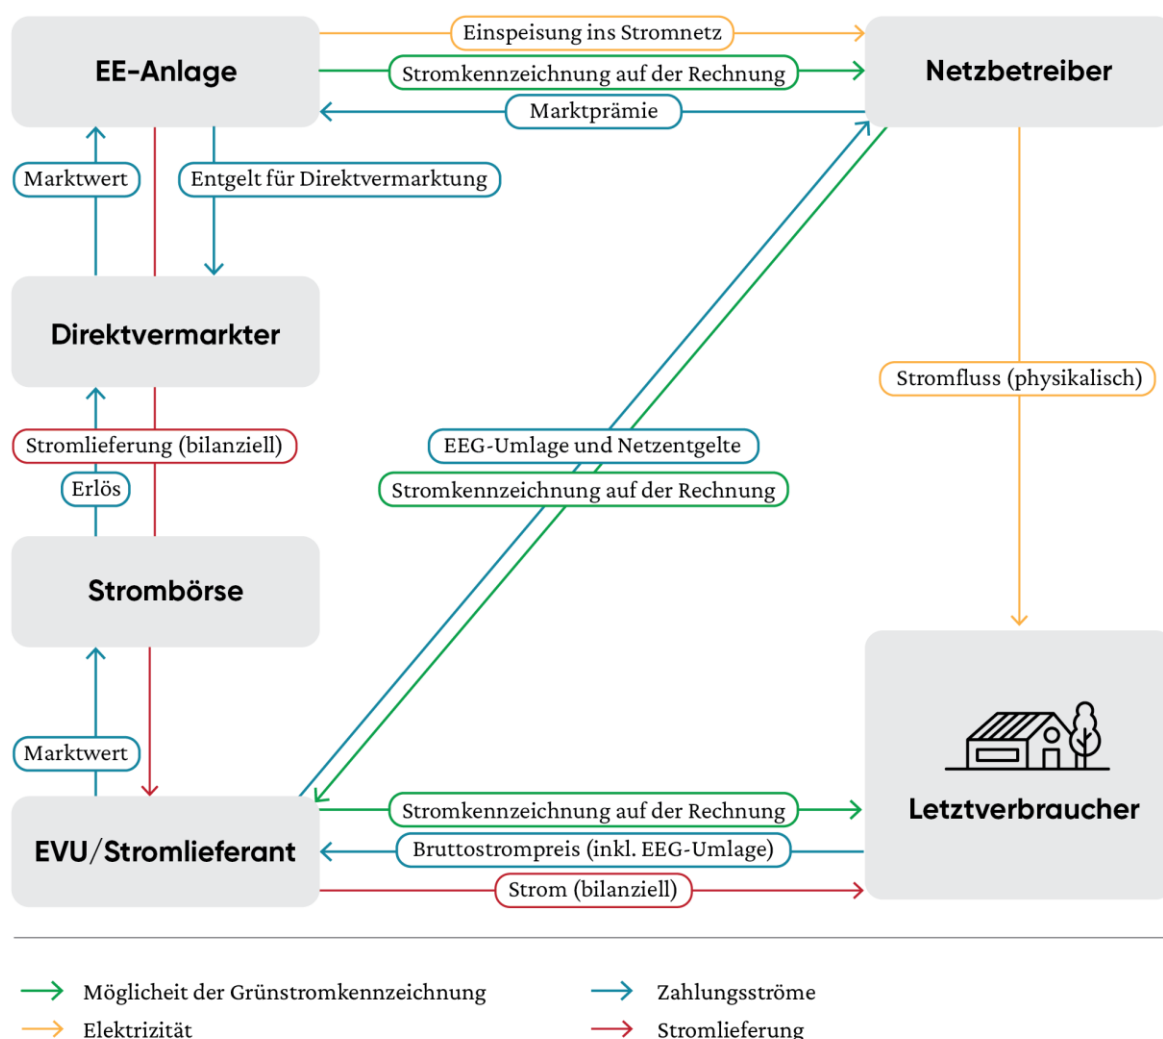 Einspeisung ins Stromnetz
EE-Anlage
Stromkennzeichnung auf der Rechnung
Netzbetreiber
Marktprämie
Marktwert
Entgelt für Direktvermarktung
Direktvermarkter
Stromfluss (physikalisch)
Stromlieferung (bilanziell)
EEG-Umlage und Netzentgelte
Erlös
Stromkennzeichnung auf der Rechnung
Strombörse
Marktwert
Stromkennzeichnung auf der Rechnung
Letztverbraucher
EVU/Stromlieferant
Bruttostrompreis (inkl. EEG-Umlage)
Strom (bilanziell)
Möglicheit der Grünstromkennzeichnung
Zahlungsströme
Elektrizität
Stromlieferung